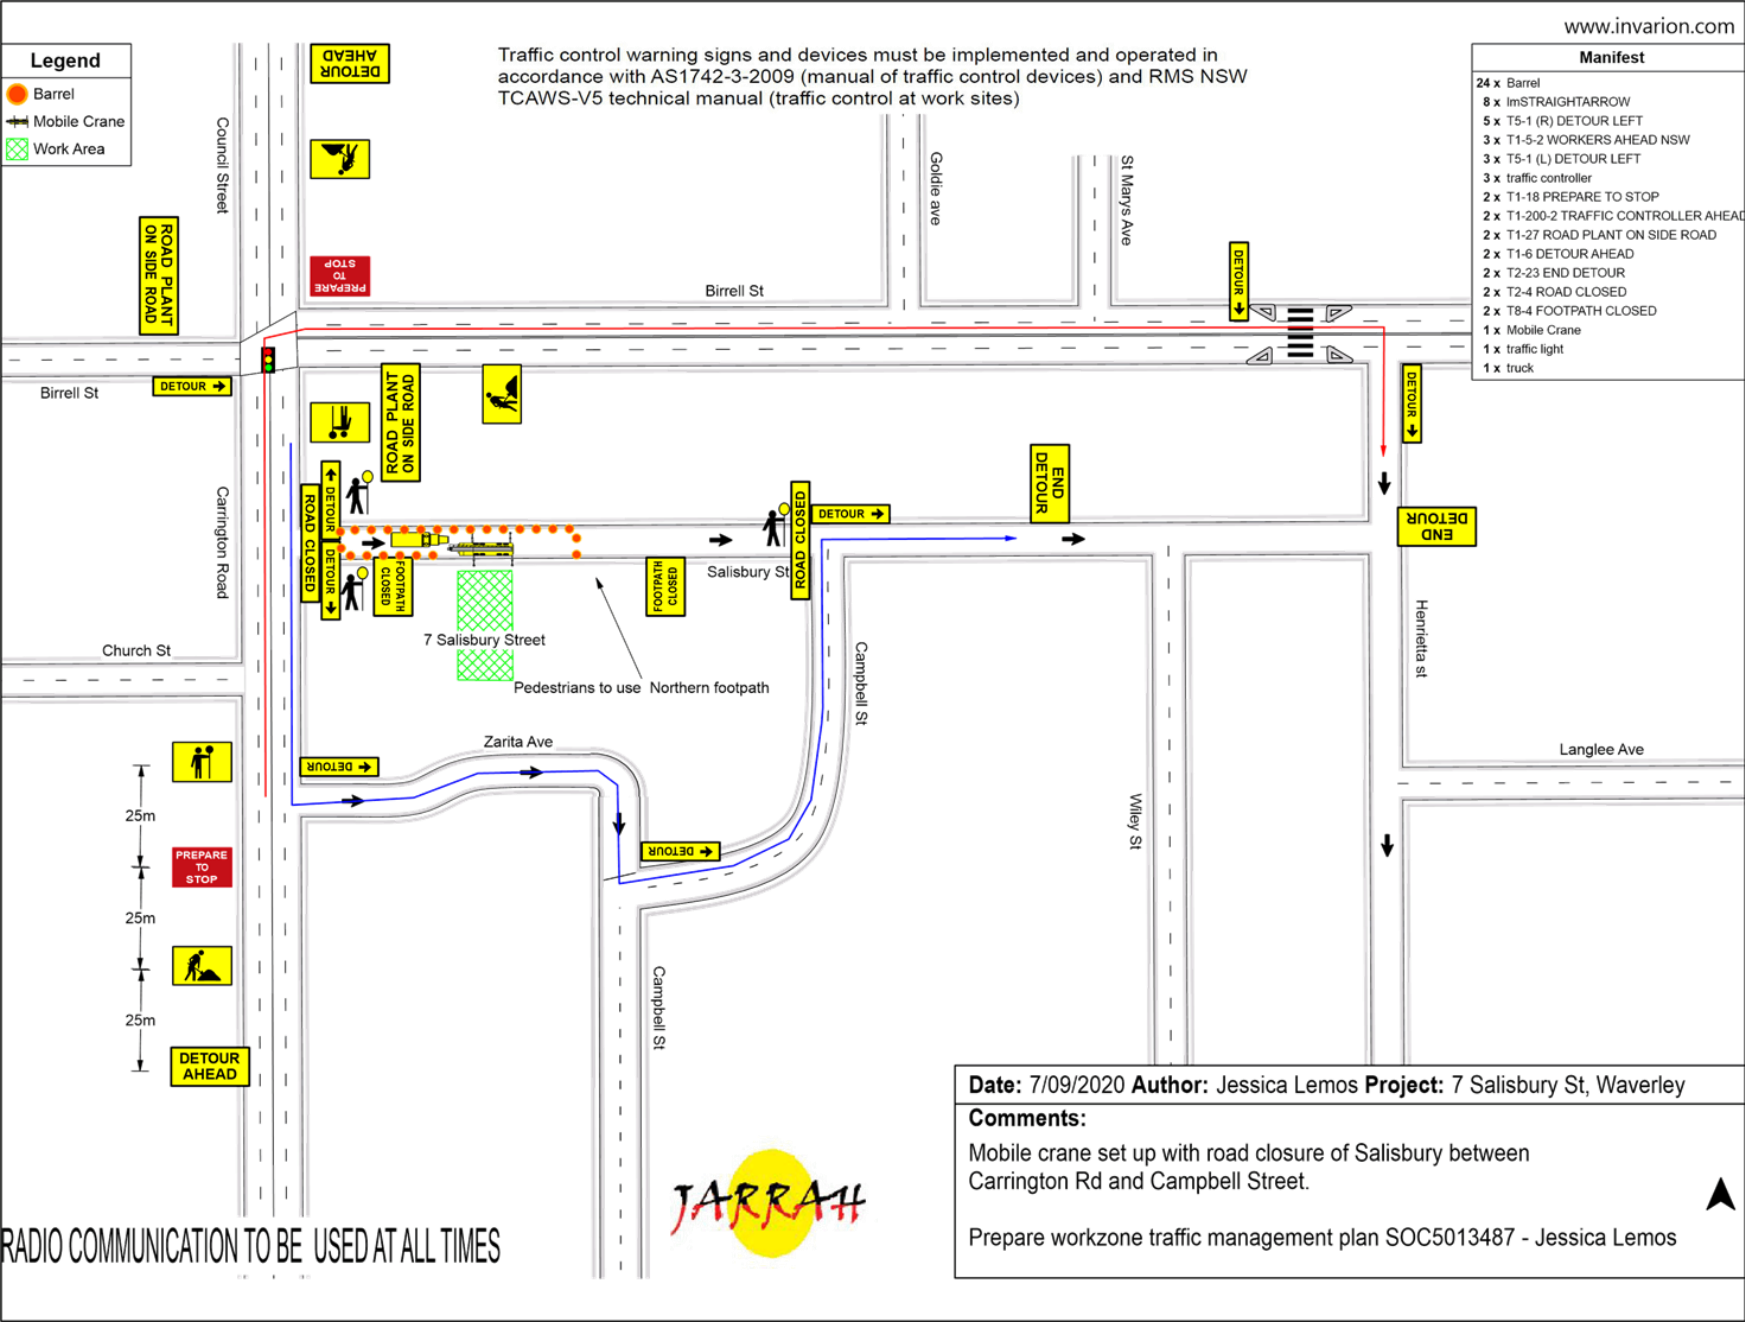 www.invarion.com
Legend
Barrel
Mobile Crane
Work Area
Traffic control warning signs and devices must be implemented and operated in
accordance with AS1742-3-2009 (manual of traffic control devices) and RMS NSW
TCAWS-V5 technical manual (traffic control at work sites)
Manifest
24 x Barrel
8 x lmSTRAIGHTARROW
5 x T5-1 (R) DETOUR LEFT
3 x T1-5-2 WORKERS AHEAD NSW
3 x T5-1 (L) DETOUR LEFT
3 x traffic controller
2 x T1-18 PREPARE TO STOP
2 x T1-200-2 TRAFFIC CONTROLLER AHEAD
2 x T1-27 ROAD PLANT ON SIDE ROAD
2 x T1-6 DETOUR AHEAD
2 x T2-23 END DETOUR
2 x T2-4 ROAD CLOSED
2 x T8-4 FOOTPATH CLOSED
1 x Mobile Crane
1 x traffic light
1 x truck
DETOUR
AHEAD
Council Street
Goldie ave
St Marys Ave
ROAD PLANT
ON SIDE ROAD
PREPARE
TO
STOP
Birrell St
DETOUR
Birrell St
DETOUR
ROAD PLANT
ON SIDE ROAD
DETOUR
Carrington Road
ROAD CLOSED
DETOUR
DETOUR
FOOTPATH
CLOSED
FOOTPATH
CLOSED
Salisbury St
ROAD CLOSED
DETOUR
END
DETOUR
END
DETOUR
7 Salisbury Street
Pedestrians to use Northern footpath
Church St
Campbell St
Henrietta st
Zarita Ave
DETOUR
Langlee Ave
25m
PREPARE
TO
STOP
25m
25m
DETOUR
AHEAD
DETOUR
Wiley St
Campbell St
Date: 7/09/2020 Author: Jessica Lemos Project: 7 Salisbury St, Waverley
Comments:
Mobile crane set up with road closure of Salisbury between
Carrington Rd and Campbell Street.
Prepare workzone traffic management plan SOC5013487 - Jessica Lemos
JARRAH
RADIO COMMUNICATION TO BE USED AT ALL TIMES